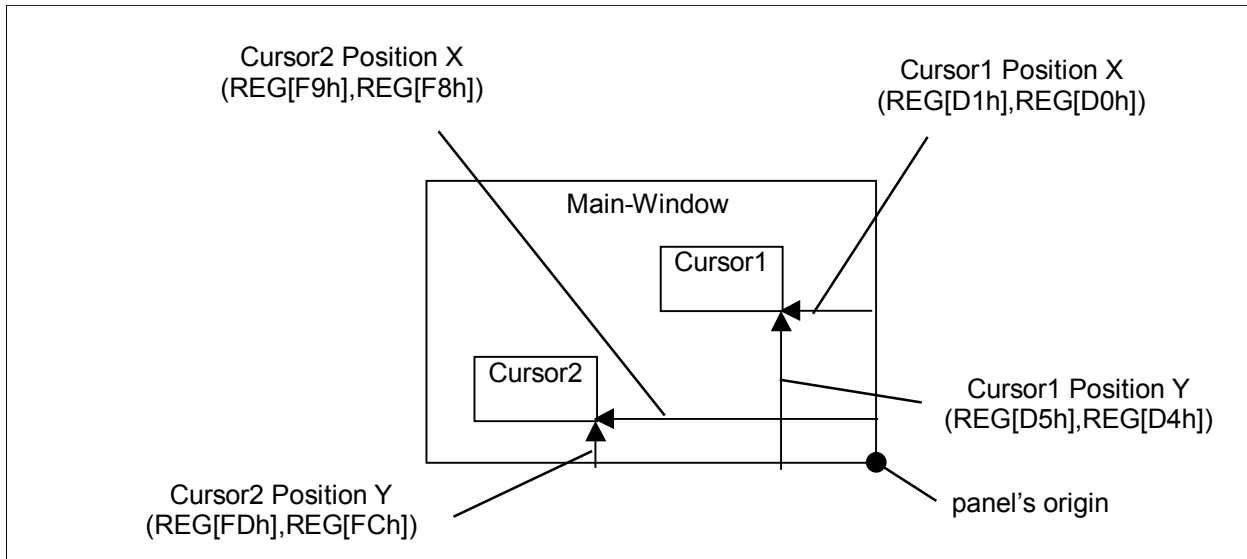 Cursor2 Position X
(REG[F9h],REG[F8h])
Cursor1 Position X
(REG[D1h],REG[D0h])
Main-Window
Cursor1
Cursor2
Cursor1 Position Y
(REG[D5h],REG[D4h])
Cursor2 Position Y
(REG[FDh],REG[FCh])
panel's origin